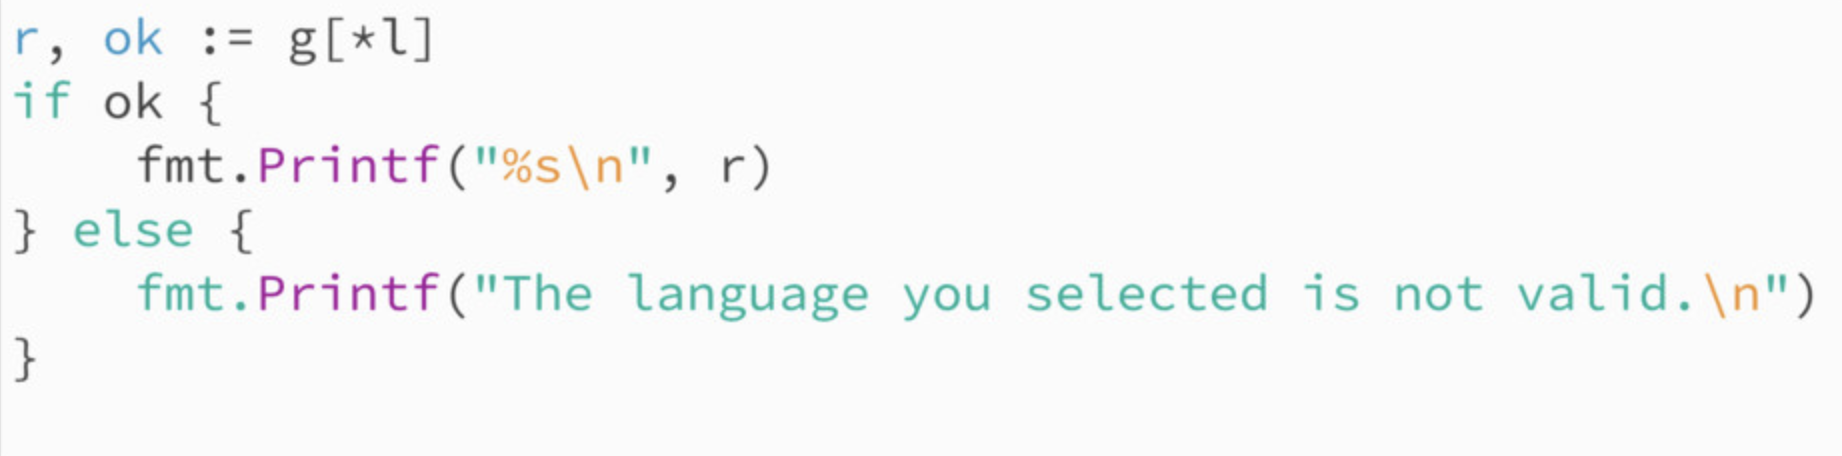 r, ok := g[*l]
if ok {
    fmt.Printf("%s\n", r)
} else {
    fmt.Printf("The language you selected is not valid.\n")
}